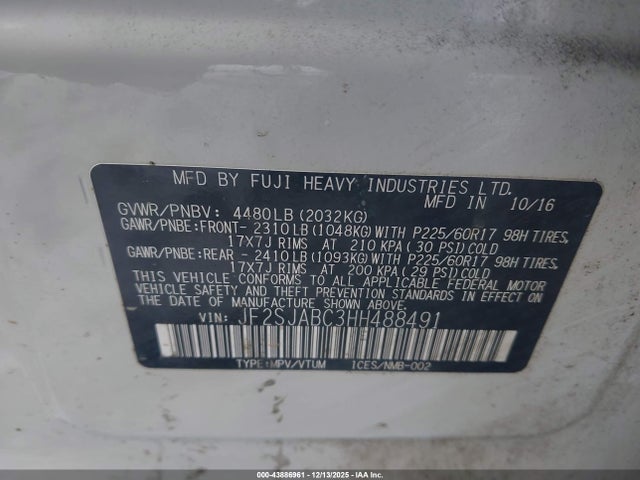 MFD BY FUJI HEAVY INDUSTRIES LTD.
MFD IN 10/16
GVWR/PNBV: 4480LB(2032KG)
GAWR/PNBE:FRONT- 2310LB(1048KG)WITH P225/60R17 98H TIRES,
17X7J RIMS AT 210 KPA(30 PSI)COLD
GAWR/PNBE:REAR - 2410LB(1093KG)WITH P225/60R17 98H TIRES,
17X7J RIMS AT 200 KPA(29 PSI)COLD
THIS VEHICLE CONFORMS TO ALL APPLICABLE FEDERAL MOTOR
VEHICLE SAFETY AND THEFT PREVENTION STANDARDS IN
EFFECT ON THE DATE OF MANUFACTURE SHOWN ABOVE.
VIN: JF2SJABC3HH488491
TYPE:MPV/VTUM ICES/NMB-002
000-43886961 - 12/13/2025 - IAA Inc.